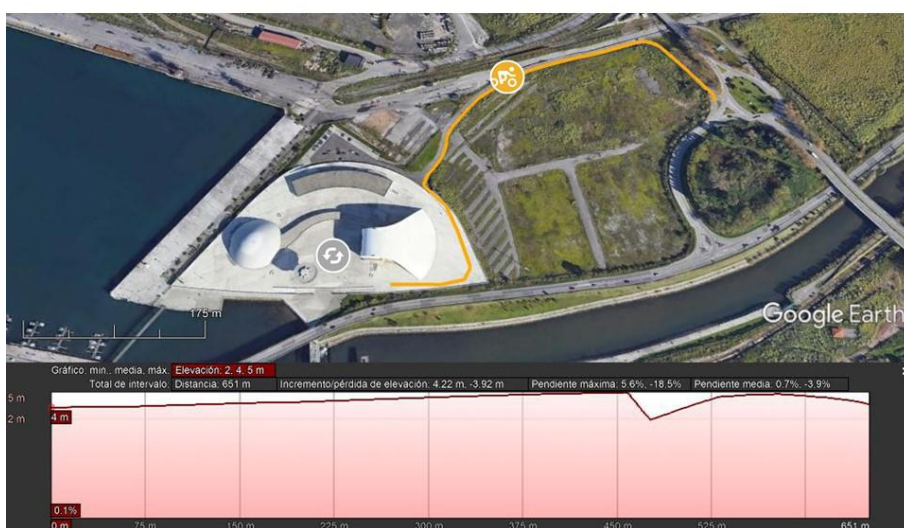 175 m
Google Earth
Gráfico: min., media, máx. Elevación: 2, 4, 5 m
Total de intervalo: Distancia: 651 m Incremento/pérdida de elevación: 4.22 m, -3.92 m Pendiente máxima: 5.6%, -18.5% Pendiente media: 0.7%, -3.9%
5 m
4 m
2 m
0.1%
0 m 75 m 150 m 225 m 300 m 375 m 450 m 525 m 651 m